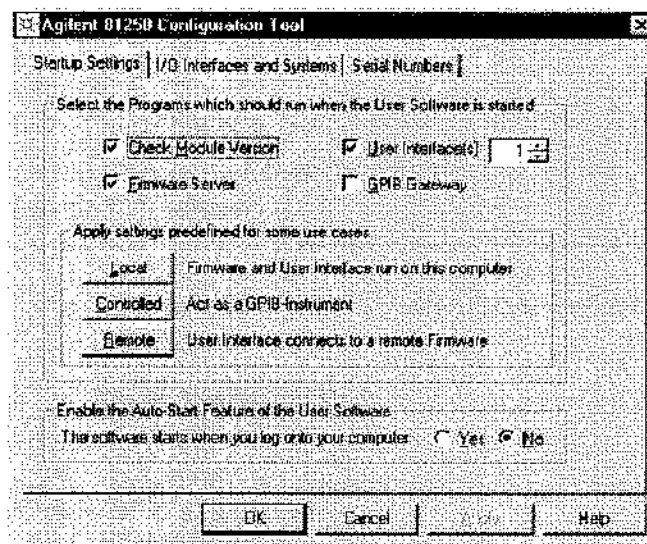 Agilent 81250 Configuration Tool
Startup Settings I/O Interfaces and Systems Serial Numbers
Select the Programs which should run when the User Software is started
Check Module Version User Interface(s) 1
Firmware Server GPIB Gateway
Apply settings predefined for some use cases
Local Firmware and User Interface run on this computer
Controlled Act as a GPIB-Instrument
Remote User Interface connects to a remote Firmware
Enable the Auto-Start Feature of the User Software
The software starts when you log onto your computer Yes No
OK Cancel Apply Help